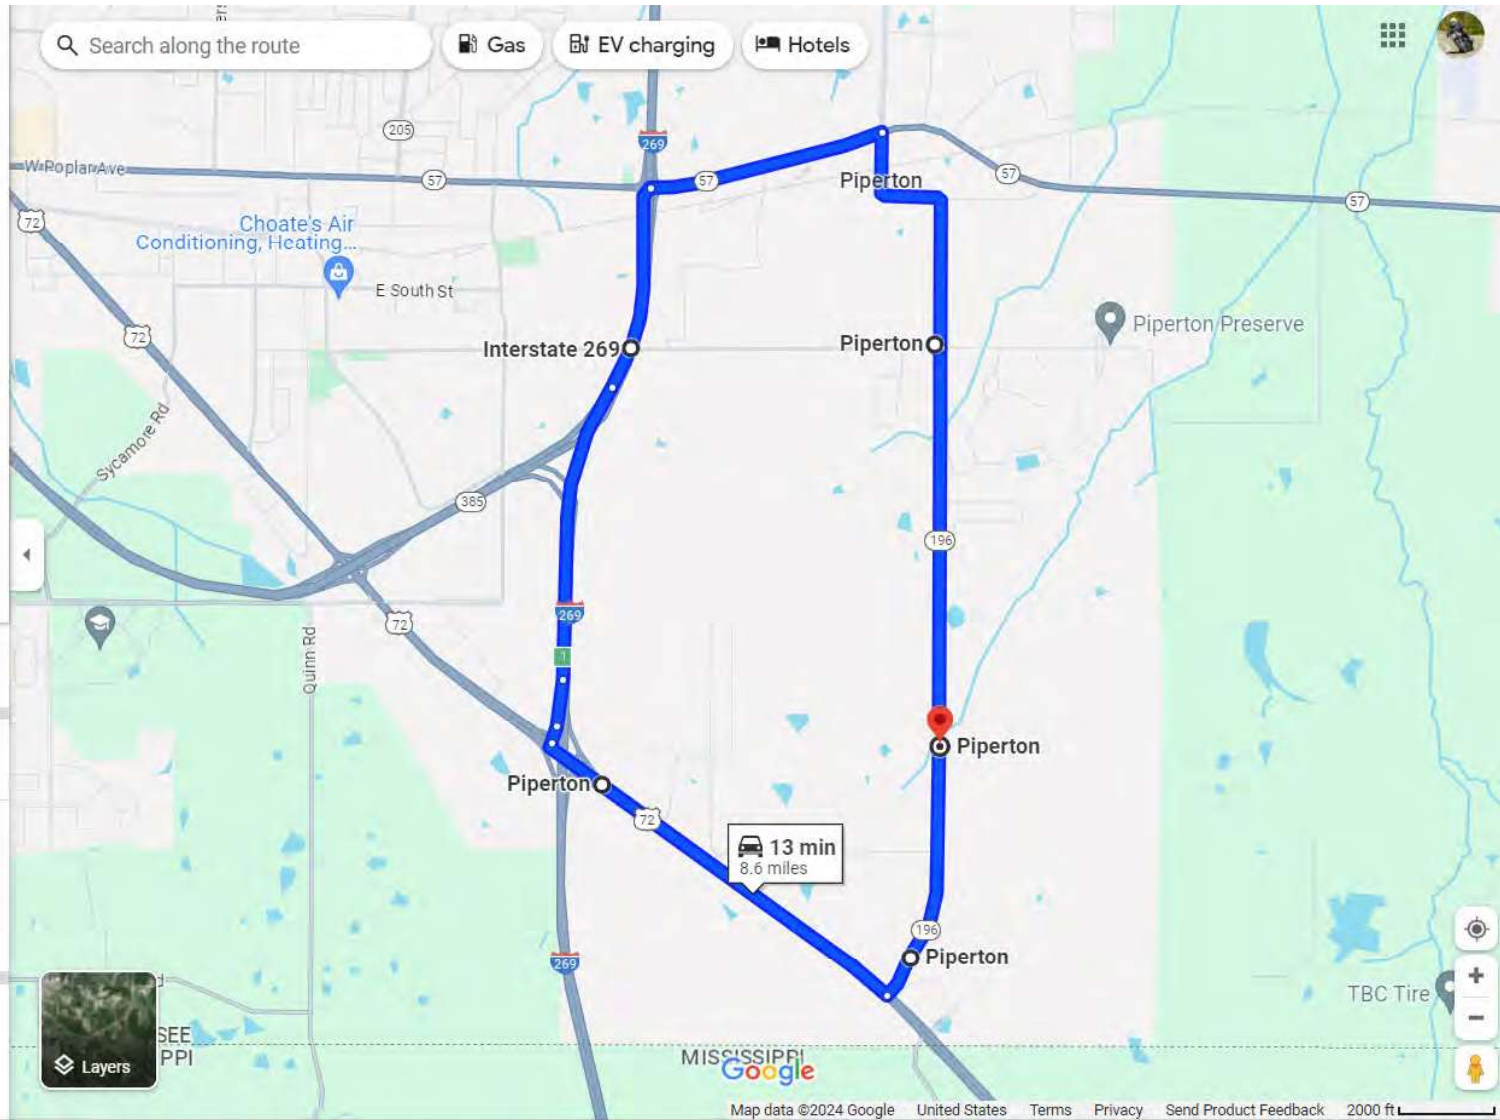 Search along the route
Gas
EV charging
Hotels
205
269
W Poplar Ave
57
57
57
57
72
Piperton
Choate's Air
Conditioning, Heating...
E South St
72
Interstate 269
Piperton
Piperton Preserve
Sycamore Rd
385
196
269
72
1
Quinn Rd
Piperton
Piperton
72
13 min
8.6 miles
196
Piperton
269
TBC Tire
SEE
PPI
MISSISSIPPI
Layers
Google
Map data ©2024 Google United States Terms Privacy Send Product Feedback 2000 ft